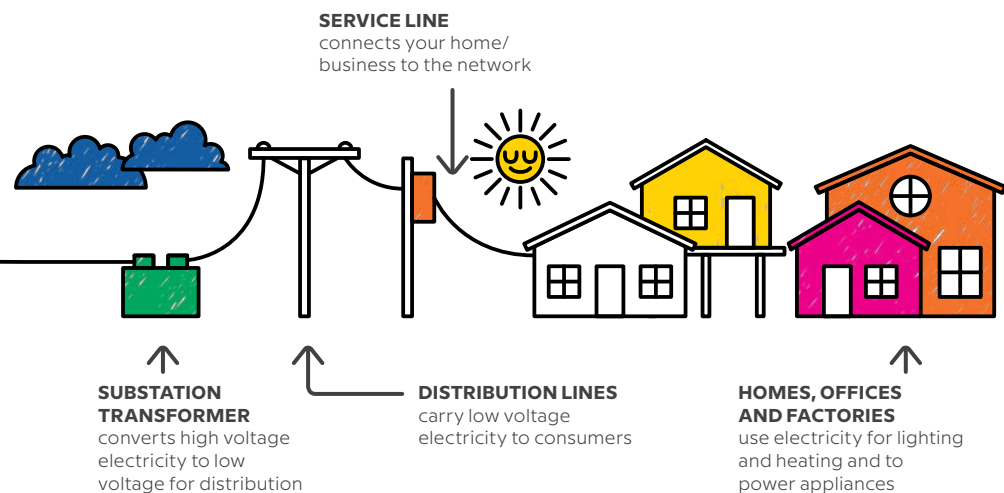 SERVICE LINE
connects your home/
business to the network
SUBSTATION
TRANSFORMER
converts high voltage
electricity to low
voltage for distribution
DISTRIBUTION LINES
carry low voltage
electricity to consumers
HOMES, OFFICES
AND FACTORIES
use electricity for lighting
and heating and to
power appliances